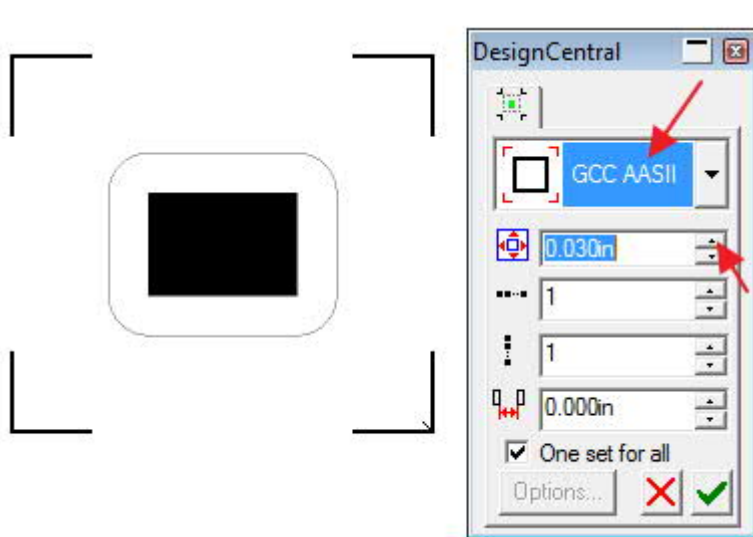 DesignCentral
GCC AASII
0.030in
1
1
0.000in
One set for all
Options...